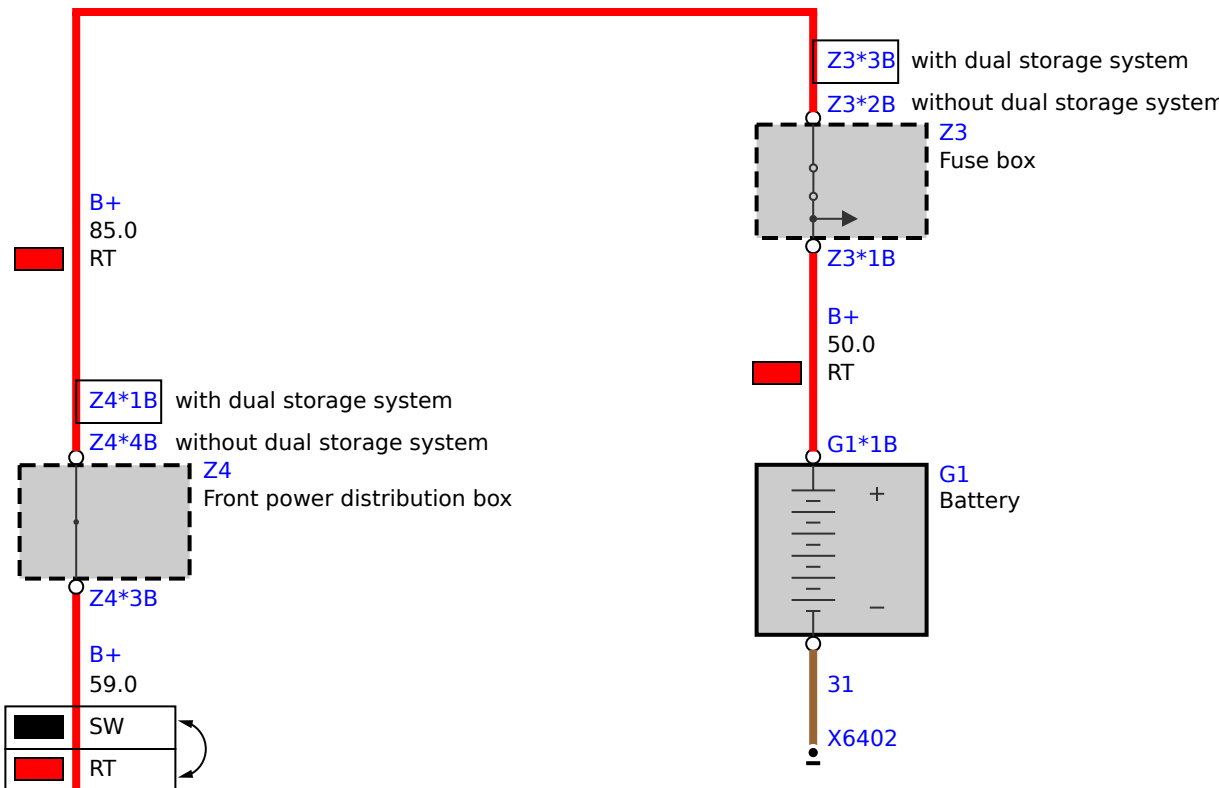 Z3*3B with dual storage system
Z3*2B without dual storage system
Z3
Fuse box
B+
85.0
RT
Z3*1B
B+
50.0
RT
Z4*1B with dual storage system
Z4*4B without dual storage system
Z4
Front power distribution box
G1*1B
G1
Battery
+
−
Z4*3B
B+
59.0
SW
RT
31
X6402